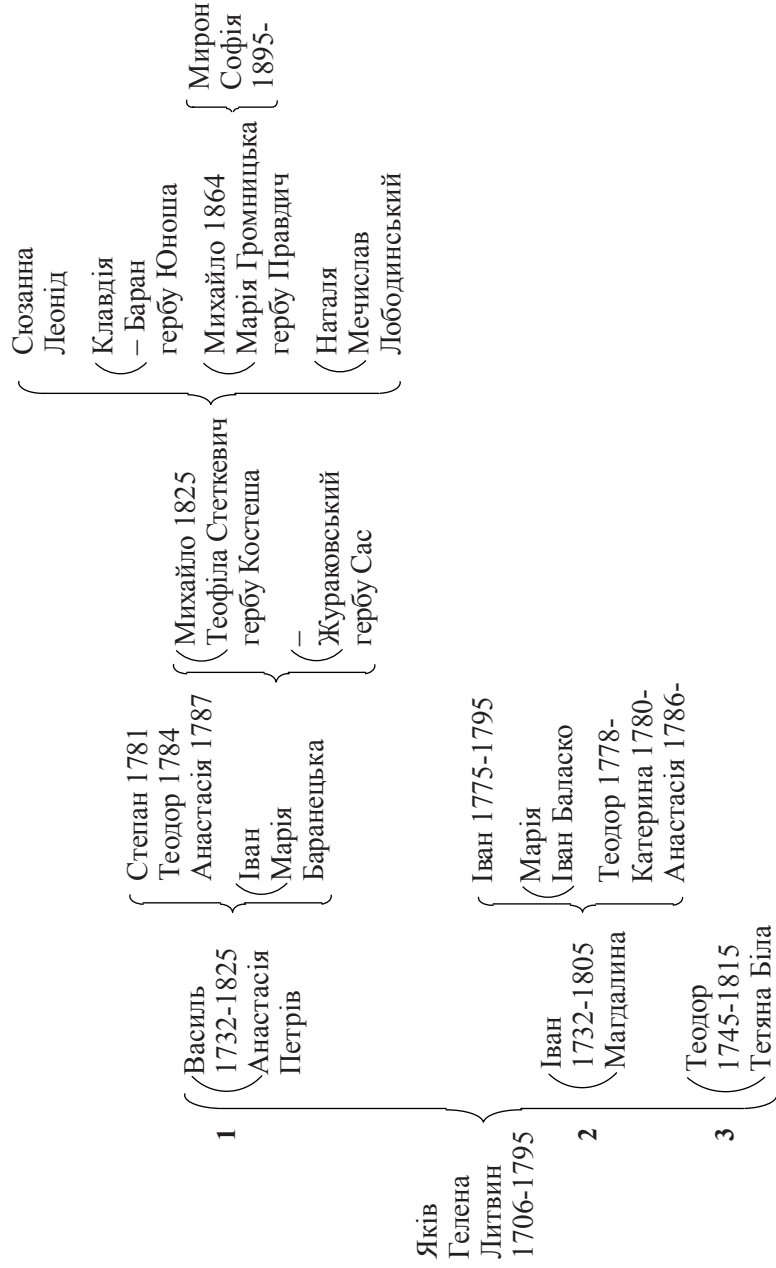 Яків
Гелена
Литвин
1706-1795
1
Василь
1732-1825
Анастасія
Петрів
Степан 1781
Теодор 1784
Анастасія 1787
Іван
Марія
Баранецька
Михайло 1825
Теофіла Стеткевич
гербу Костеша
–
Жураковський
гербу Сас
Сюзанна
Леонід
Клавдія
– Баран
гербу Юноша
Михайло 1864
Марія Громницька
гербу Правдич
Наталя
Мечислав
Лободинський
Мирон
Софія
1895-
2
Іван
1732-1805
Магдалина
Іван 1775-1795
Марія
Іван Баласко
Теодор 1778-
Катерина 1780-
Анастасія 1786-
3
Теодор
1745-1815
Тетяна Біла